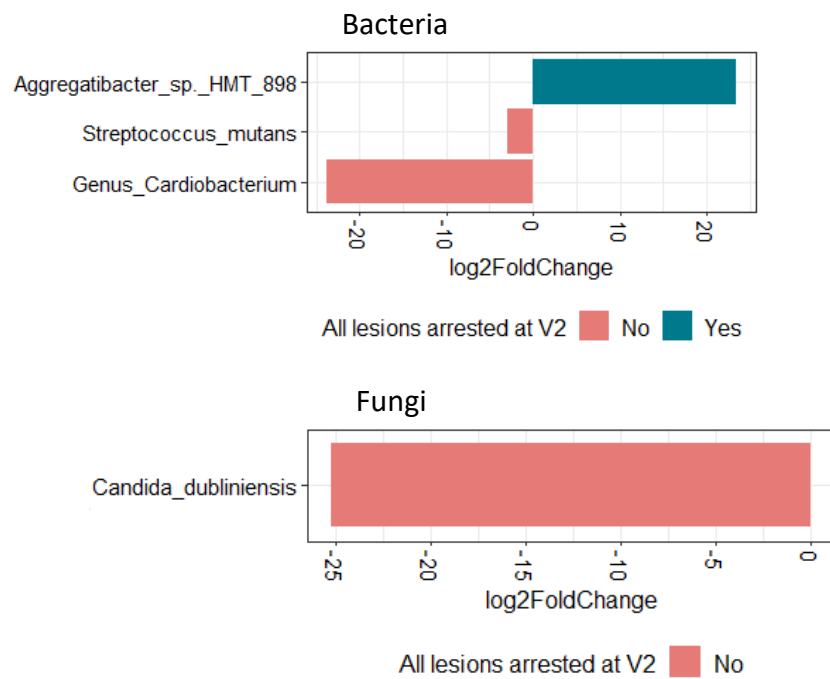 Bacteria
Aggregatibacter_sp._HMT_898
Streptococcus_mutans
Genus_Cardiobacterium
-20 -10 0 10 20
log2FoldChange
All lesions arrested at V2 No Yes
Fungi
Candida_dubliniensis
-25 -20 -15 -10 -5 0
log2FoldChange
All lesions arrested at V2 No